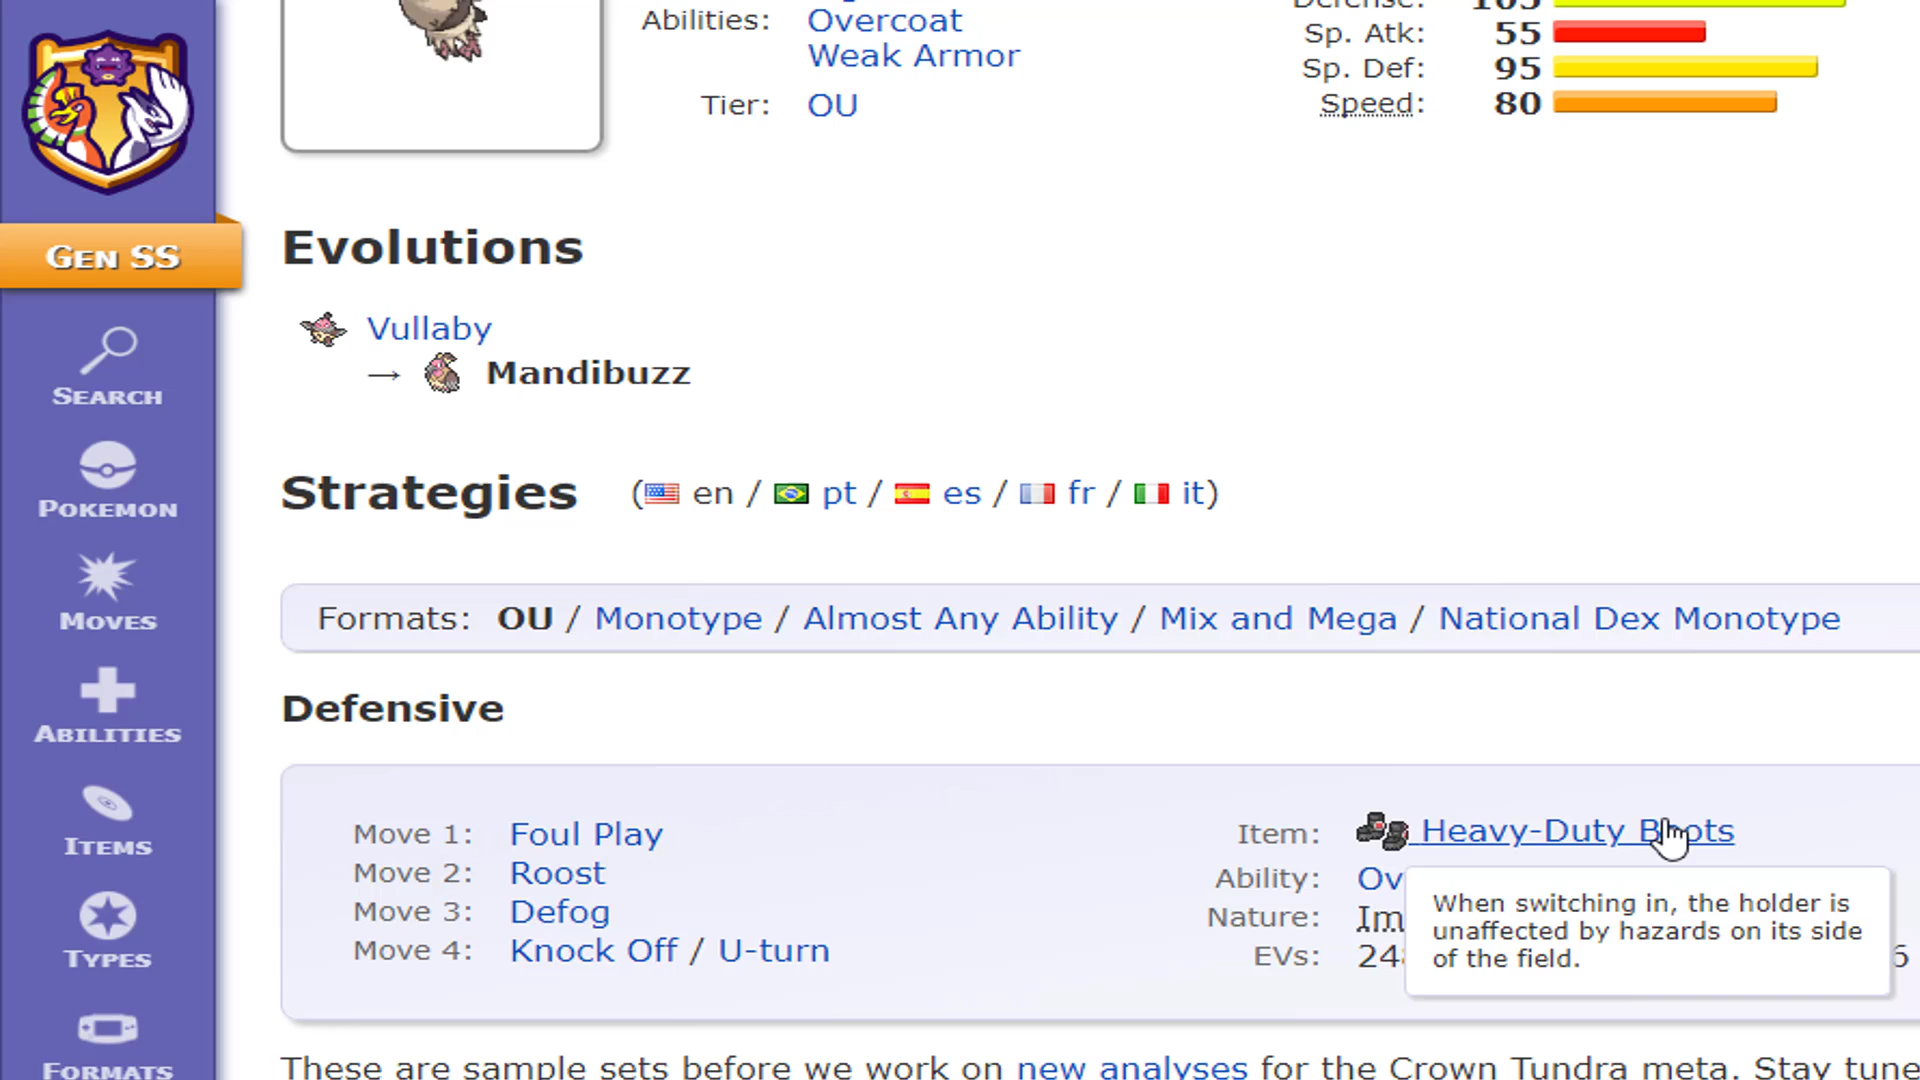 Abilities: Overcoat
Weak Armor
Tier: OU
Defense: 105
Sp. Atk: 55
Sp. Def: 95
Speed: 80
GEN SS
SEARCH
POKEMON
MOVES
ABILITIES
ITEMS
TYPES
FORMATS
Evolutions
Vullaby
→ Mandibuzz
Strategies (en / pt / es / fr / it)
Formats: OU / Monotype / Almost Any Ability / Mix and Mega / National Dex Monotype
Defensive
Move 1: Foul Play
Move 2: Roost
Move 3: Defog
Move 4: Knock Off / U-turn
Item: Heavy-Duty Boots
Ability: Ov
Nature: Im
EVs: 24
When switching in, the holder is
unaffected by hazards on its side
of the field.
These are sample sets before we work on new analyses for the Crown Tundra meta. Stay tune